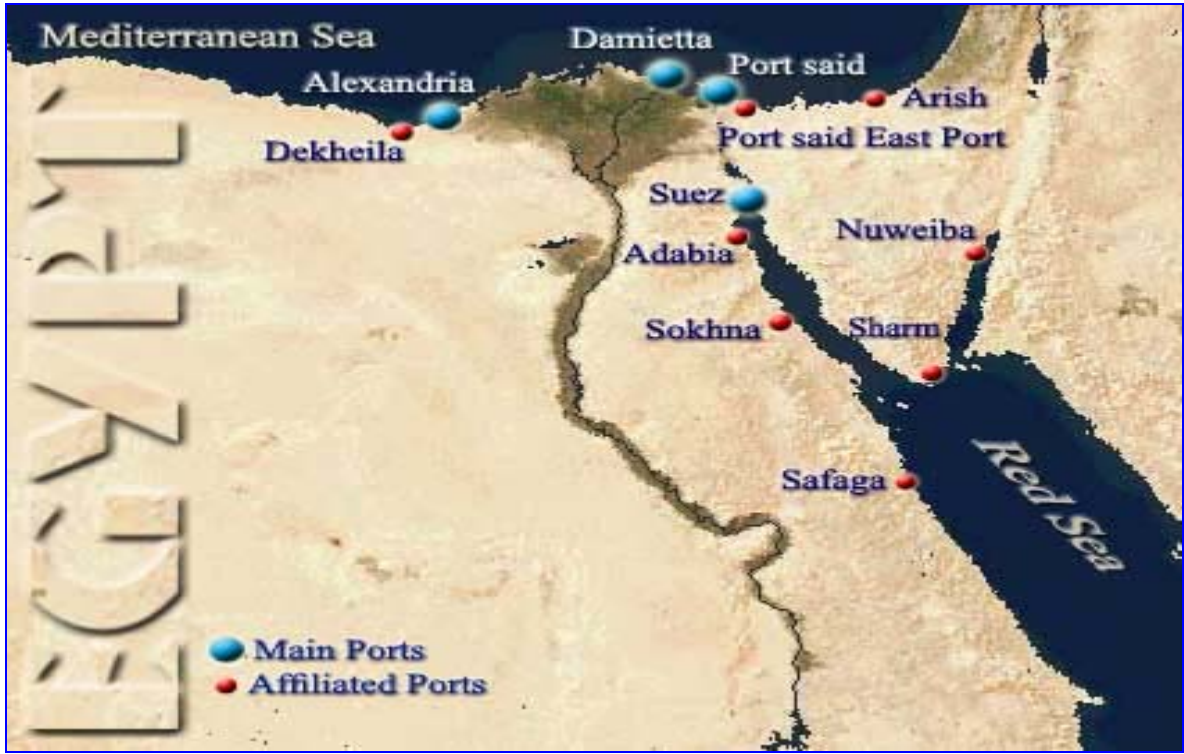 EGYPT
Mediterranean Sea
Damietta
Port said
Alexandria
Arish
Dekheila
Port said East Port
Suez
Nuweiba
Adabia
Sokhna
Sharm
Safaga
Red Sea
Main Ports
Affiliated Ports